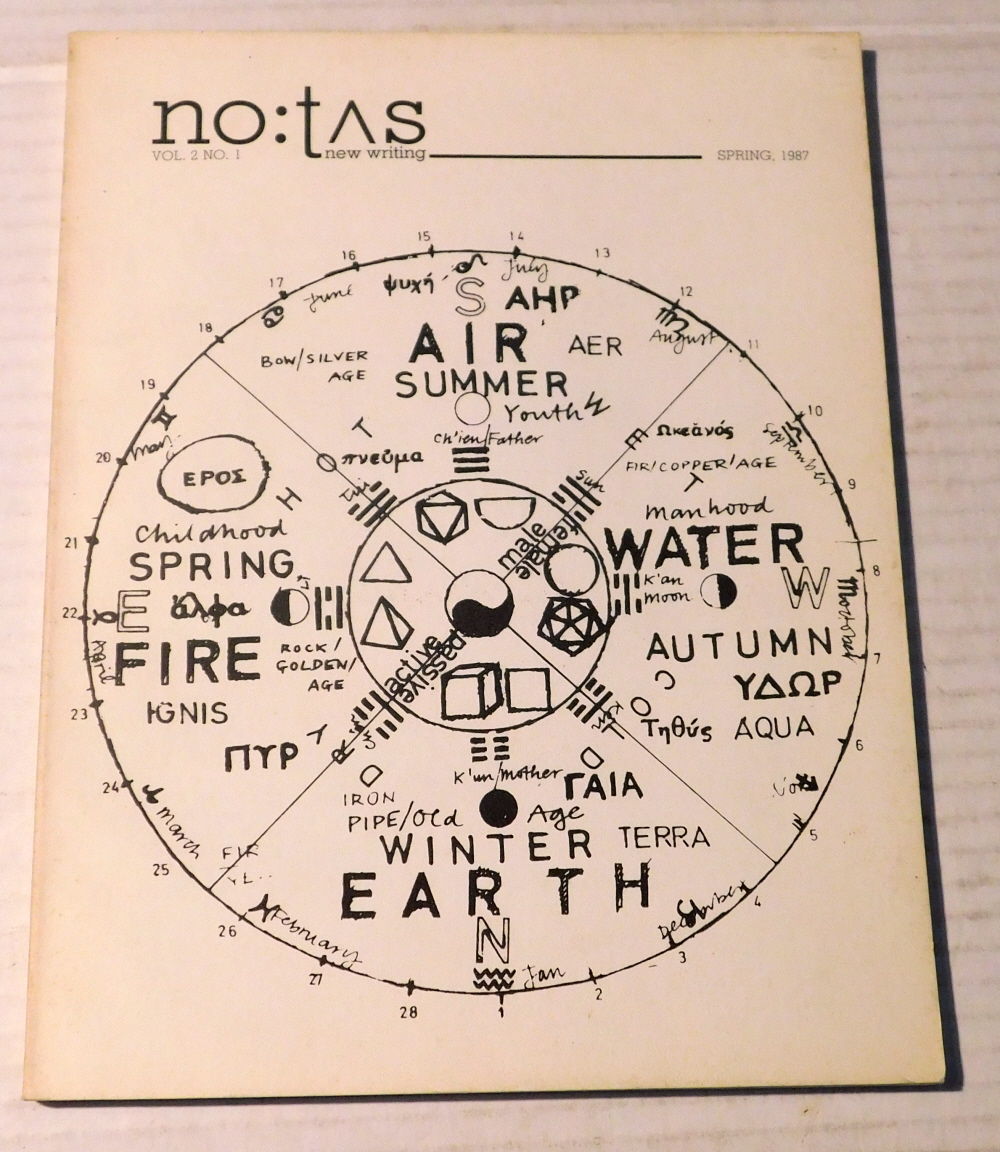 no:tʌs
VOL. 2 NO. 1 new writing SPRING, 1987
15
14
16
13
17
12
18
11
19
10
20
9
21
8
22
7
23
6
24
5
25
4
26
3
27
2
28
1
June
ψυχή
S
July
ΑΗΡ
August
BOW/SILVER
AGE
AIR
AER
SUMMER
Youth
Ch'ien/Father
πνεῦμα
T
May
ΕΡΟΣ
H
Childhood
SPRING
E
ἄλφα
FIRE
ROCK/
GOLDEN/
AGE
IGNIS
ΠΥΡ
Y
Sun
Ὠκεανός
FIR/COPPER/AGE
T
September
Manhood
WATER
K'an
moon
W
AUTUMN
ΥΔΩΡ
C
O
Τηθύς AQUA
male
female
active
passive
K'un/Mother
D
D
ΓΑΙΑ
IRON
PIPE/Old Age
WINTER
TERRA
EARTH
N
Jan
March
February
December